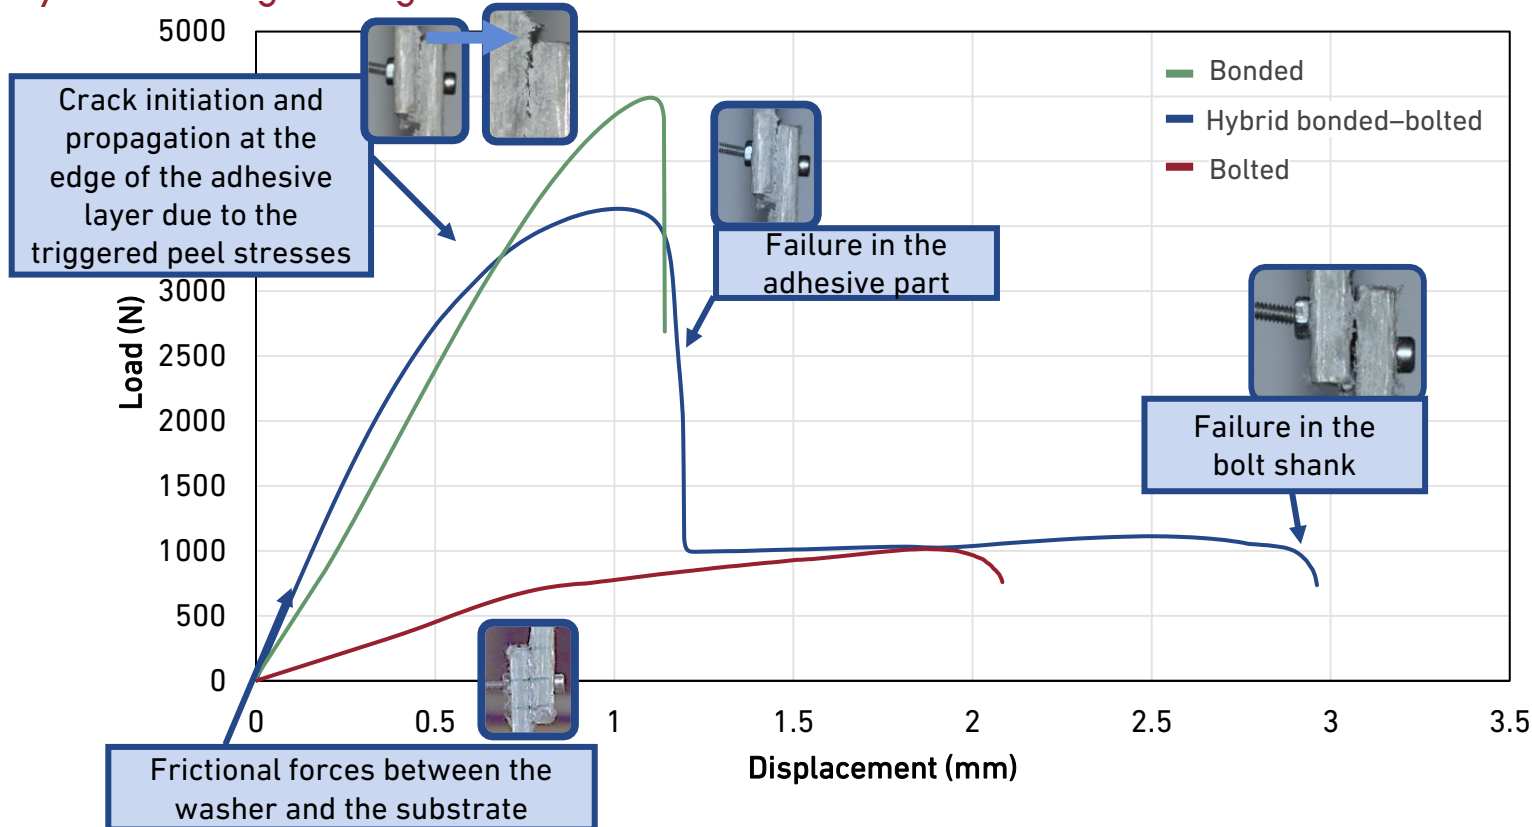 5000
Crack initiation and
propagation at the
edge of the adhesive
layer due to the
triggered peel stresses
Bonded
Hybrid bonded–bolted
Bolted
Failure in the
adhesive part
Failure in the
bolt shank
3000
2500
2000
1500
1000
500
0
Load (N)
0 0.5 1 1.5 2 2.5 3 3.5
Displacement (mm)
Frictional forces between the
washer and the substrate